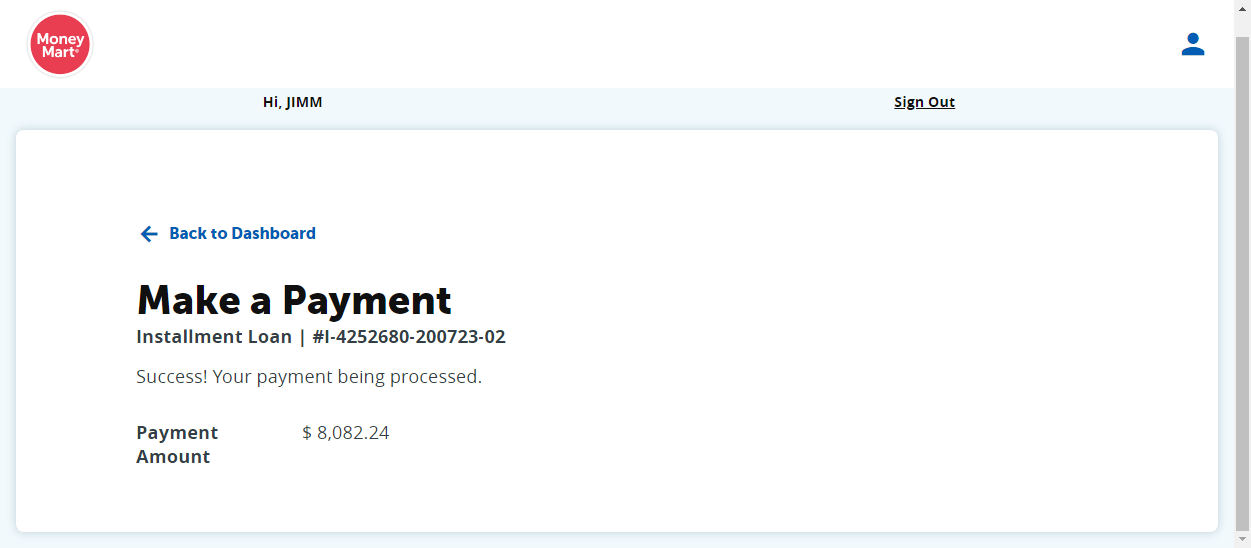 Money
Mart®
Hi, JIMM
Sign Out
Back to Dashboard
Make a Payment
Installment Loan | #I-4252680-200723-02
Success! Your payment being processed.
Payment Amount
$ 8,082.24